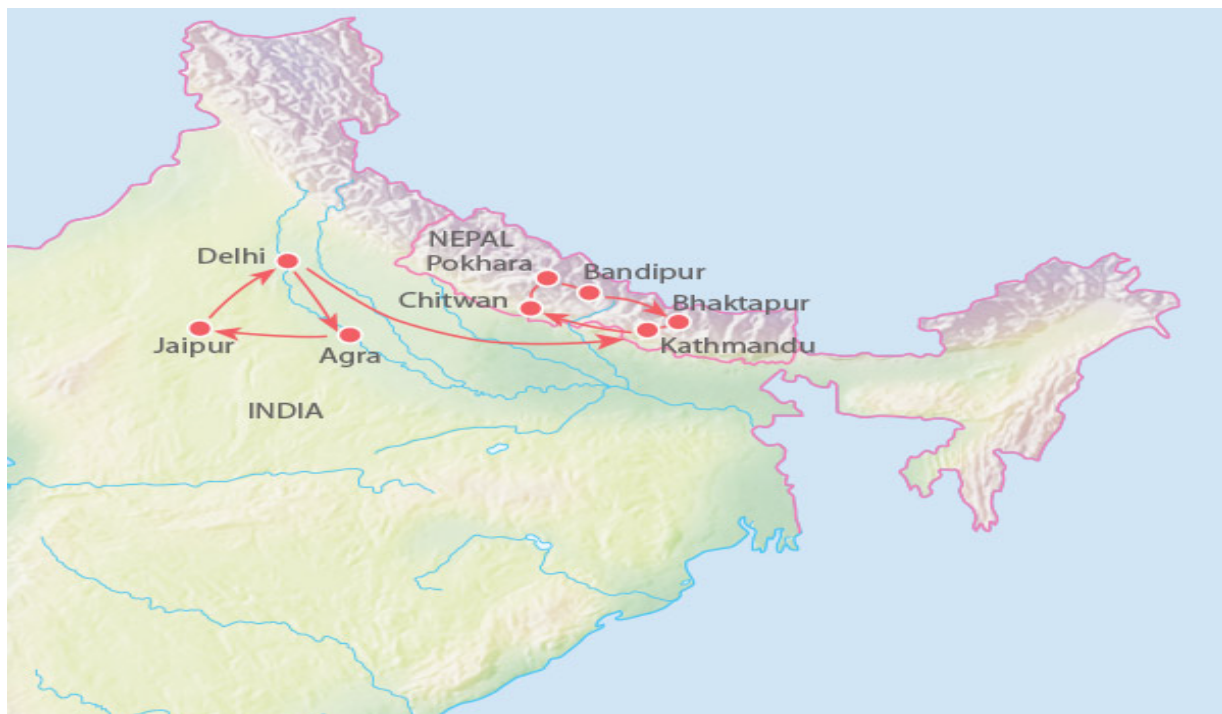 NEPAL
Delhi
Pokhara
Bandipur
Chitwan
Bhaktapur
Jaipur
Agra
Kathmandu
INDIA